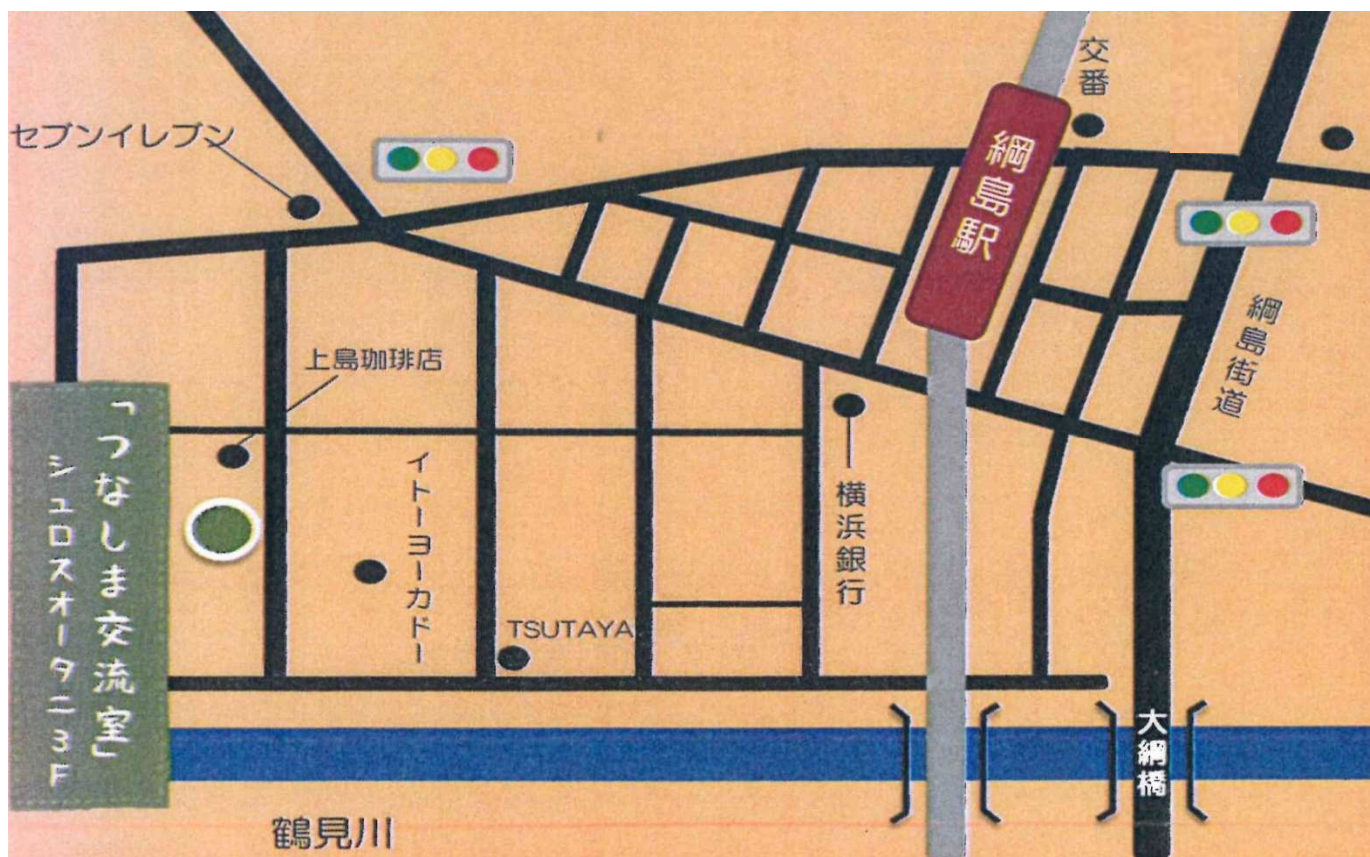 交番
セブンイレブン
綱島駅
綱島街道
上島珈琲店
「つなしま交流室」
シュロスオータニ3F
イトーヨーカドー
横浜銀行
TSUTAYA
大綱橋
鶴見川